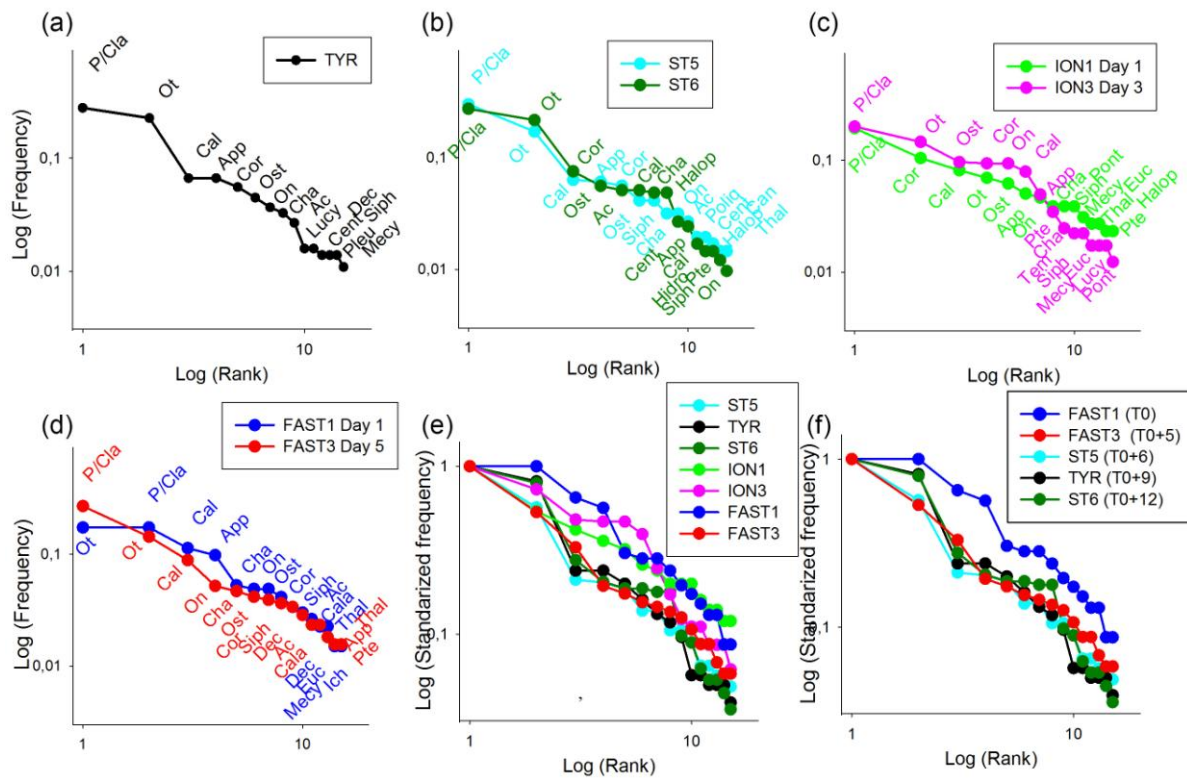 (a)
P/Cla
Ot
TYR
Cal
App
Cor
Ost
On
Cha
Ac
Lucy
Dec
Cent
Siph
Pleu
Mecy
0,1
0,01
Log (Frequency)
1
10
Log (Rank)
(b)
P/Cla
Ot
ST5
ST6
P/Cla
Ot
Cor
App
Cor
Cal
Cha
Halop
Cal
Ost
Ac
Ost
Siph
Cha
On
Ac
Poliq
Cent
Can
Halop
Thal
Cent
App
Cal
Hidro
Pte
Siph
On
0,1
0,01
1
10
Log (Rank)
(c)
P/Cla
ION1 Day 1
ION3 Day 3
Ot
Ost
Cor
On
Cal
P/Cla
Cor
Cal
Ot
Ost
App
On
App
Cha
Siph
Pont
Mecy
Euc
Thal
Halop
Pte
Pte
Cha
Tem
Siph
Euc
Mecy
Lucy
Pont
0,1
0,01
1
10
Log (Rank)
(d)
FAST1 Day 1
FAST3 Day 5
P/Cla
P/Cla
Cal
App
Ot
Ot
Cal
On
Cha
Ost
Cor
Siph
Dec
Ac
Cala
Cha
On
Ost
Cor
Siph
Ac
Cala
Thal
Thal
App
Pte
Dec
Euc
Mecy
Ich
0,1
0,01
Log (Frequency)
1
10
Log (Rank)
(e)
ST5
TYR
ST6
ION1
ION3
FAST1
FAST3
1
0,1
Log (Standarized frequency)
,
1
10
Log (Rank)
(f)
FAST1 (T0)
FAST3 (T0+5)
ST5 (T0+6)
TYR (T0+9)
ST6 (T0+12)
1
0,1
Log (Standarized frequency)
1
10
Log (Rank)